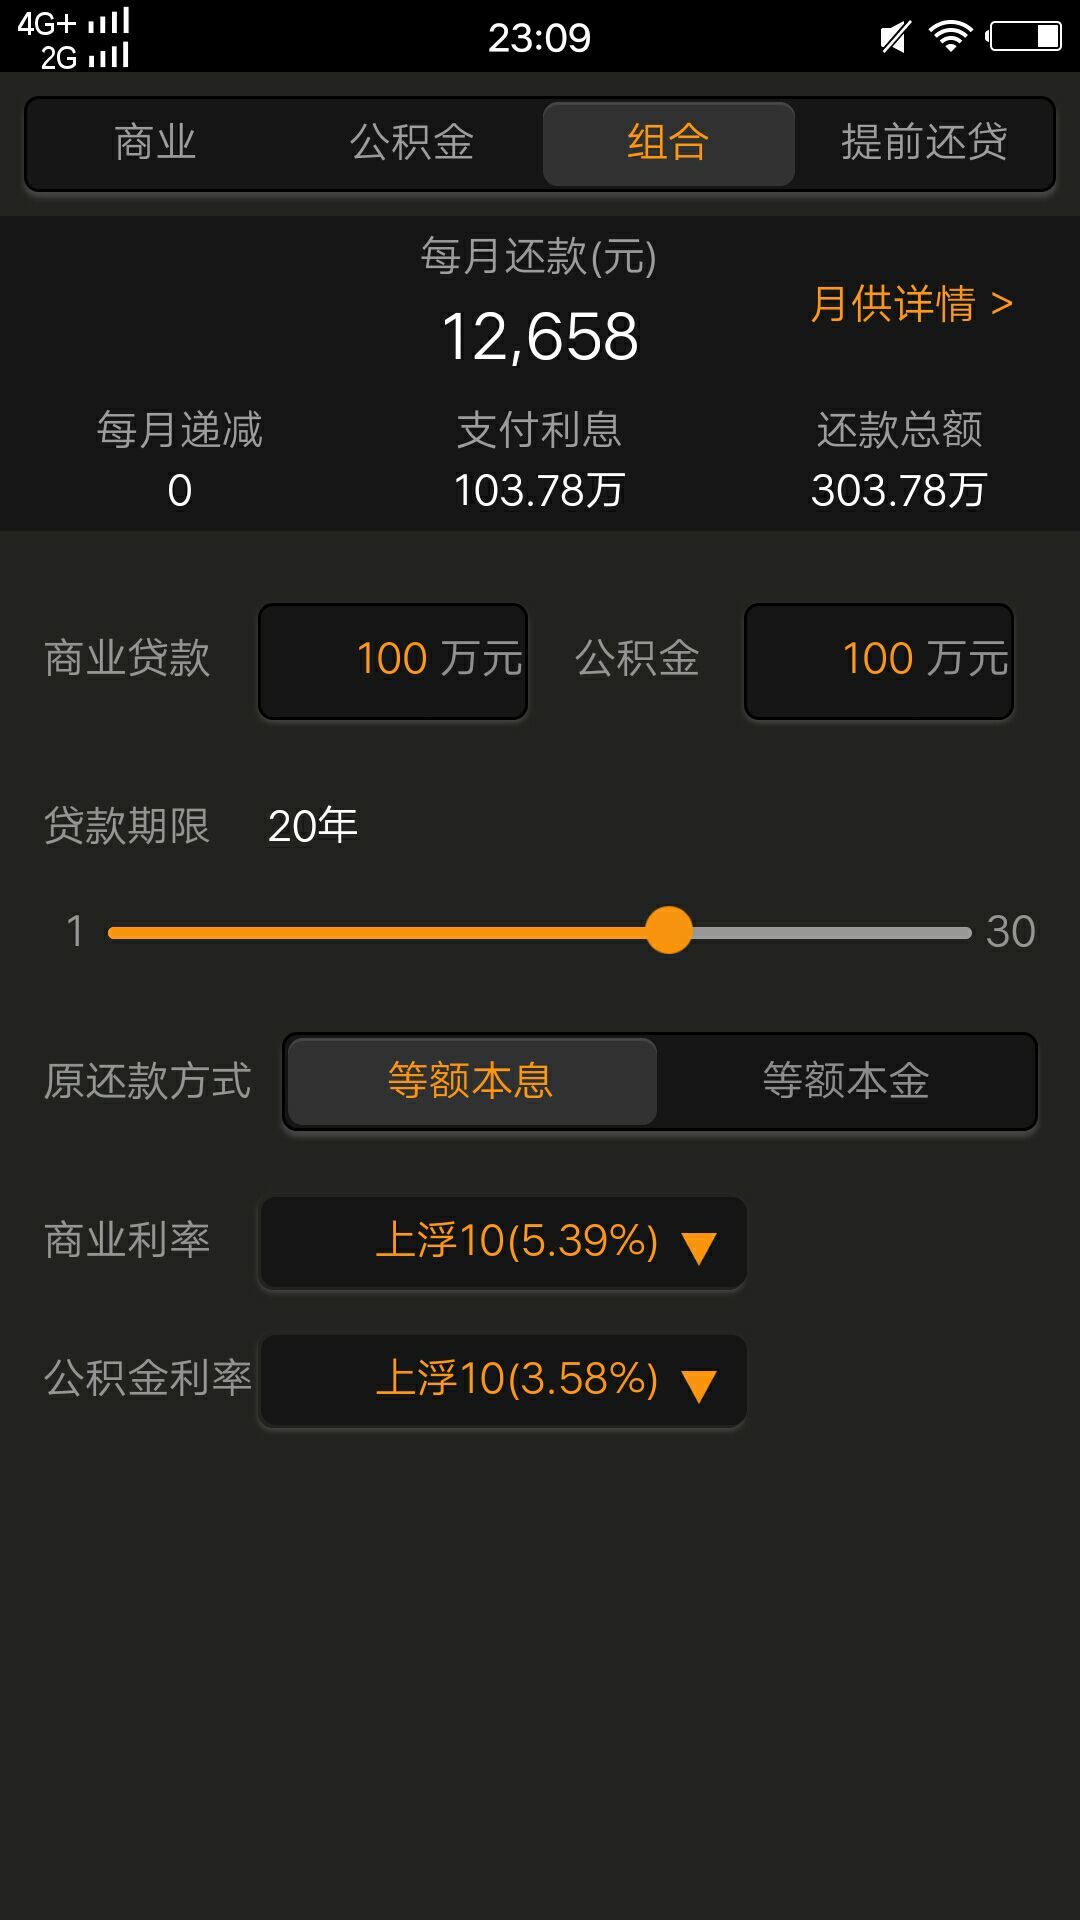 4G+
23:09
2G
商业 公积金 组合 提前还贷
每月还款(元)
月供详情 >
12,658
每月递减 支付利息 还款总额
0 103.78万 303.78万
商业贷款 100 万元 公积金 100 万元
贷款期限 20年
1 30
原还款方式 等额本息 等额本金
商业利率 上浮10(5.39%)
公积金利率 上浮10(3.58%)